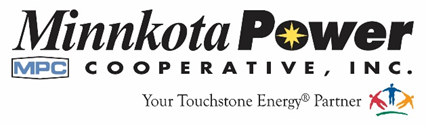 Minnkota Power
MPC COOPERATIVE, INC.
Your Touchstone Energy® Partner